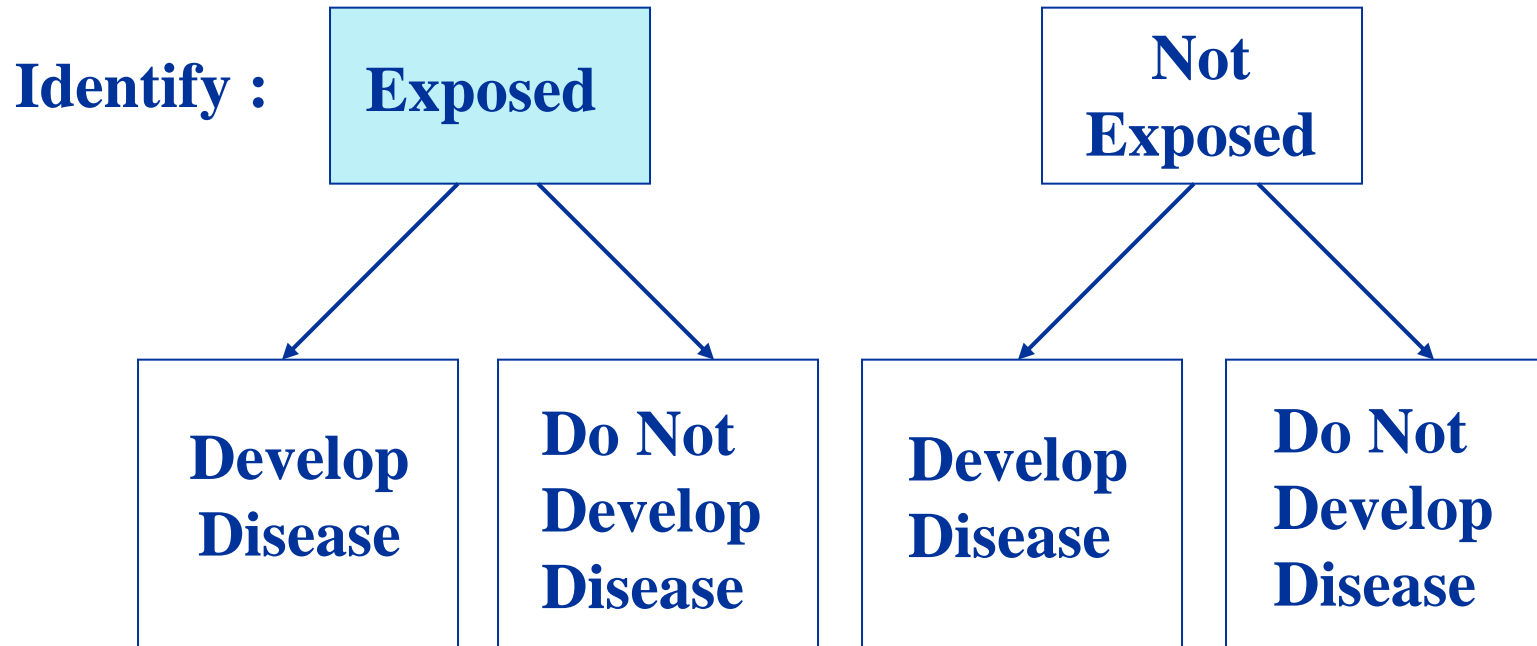 Identify :
Exposed
Not
Exposed
Develop
Disease
Do Not
Develop
Disease
Develop
Disease
Do Not
Develop
Disease